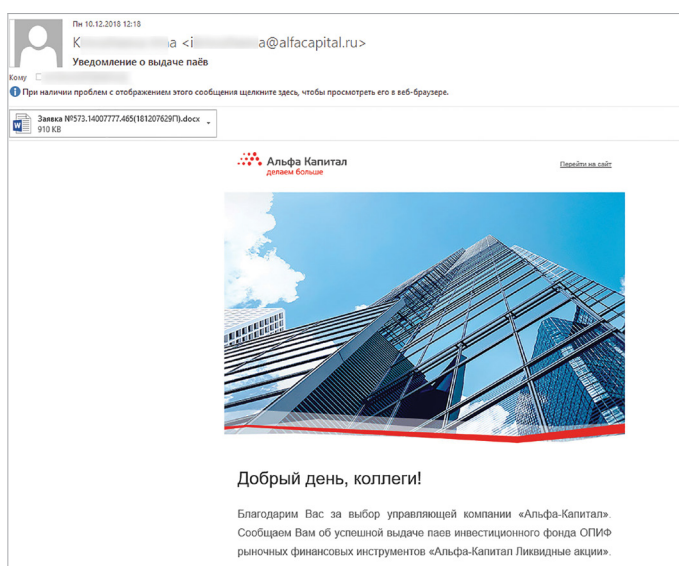 Пн 10.12.2018 12:18
K a <i a@alfacapital.ru>
Уведомление о выдаче паёв
Кому
При наличии проблем с отображением этого сообщения щелкните здесь, чтобы просмотреть его в веб-браузере.
Заявка №573.14007777.465(181207629П).docx
910 KB
Альфа Капитал
делаем больше
Перейти на сайт
Добрый день, коллеги!
Благодарим Вас за выбор управляющей компании «Альфа-Капитал».
Сообщаем Вам об успешной выдаче паев инвестиционного фонда ОПИФ
рыночных финансовых инструментов «Альфа-Капитал Ликвидные акции».